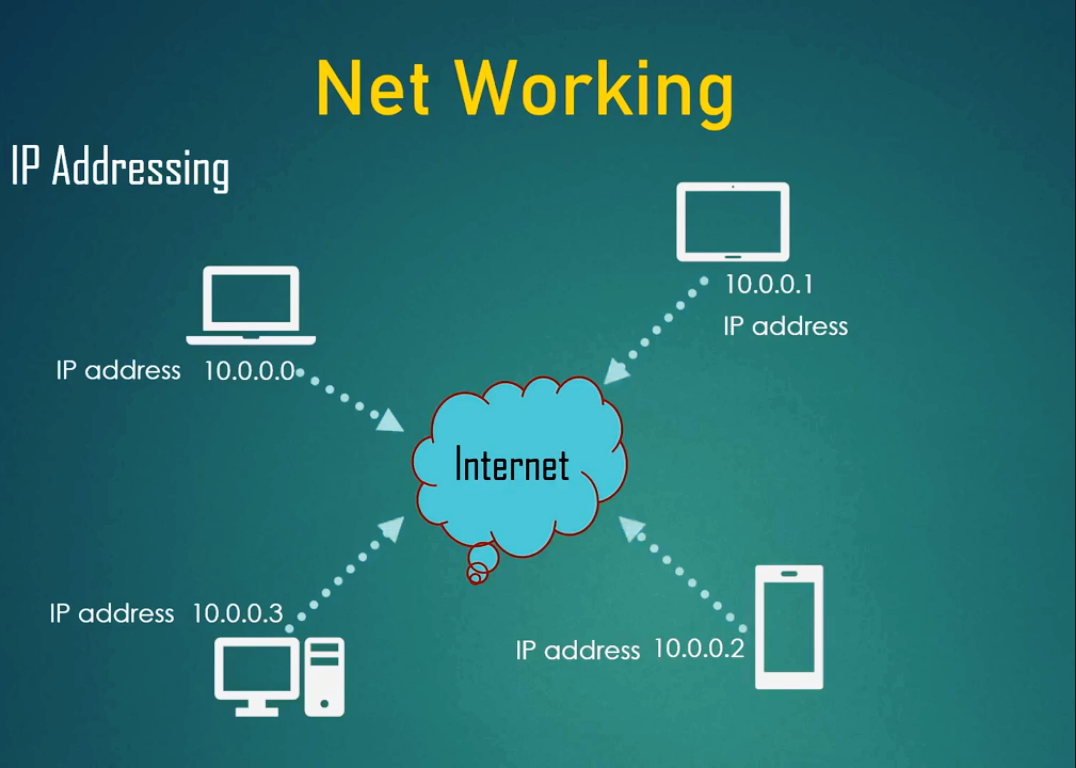 Net Working
IP Addressing
10.0.0.1
IP address
IP address 10.0.0.0
Internet
IP address 10.0.0.3
IP address 10.0.0.2